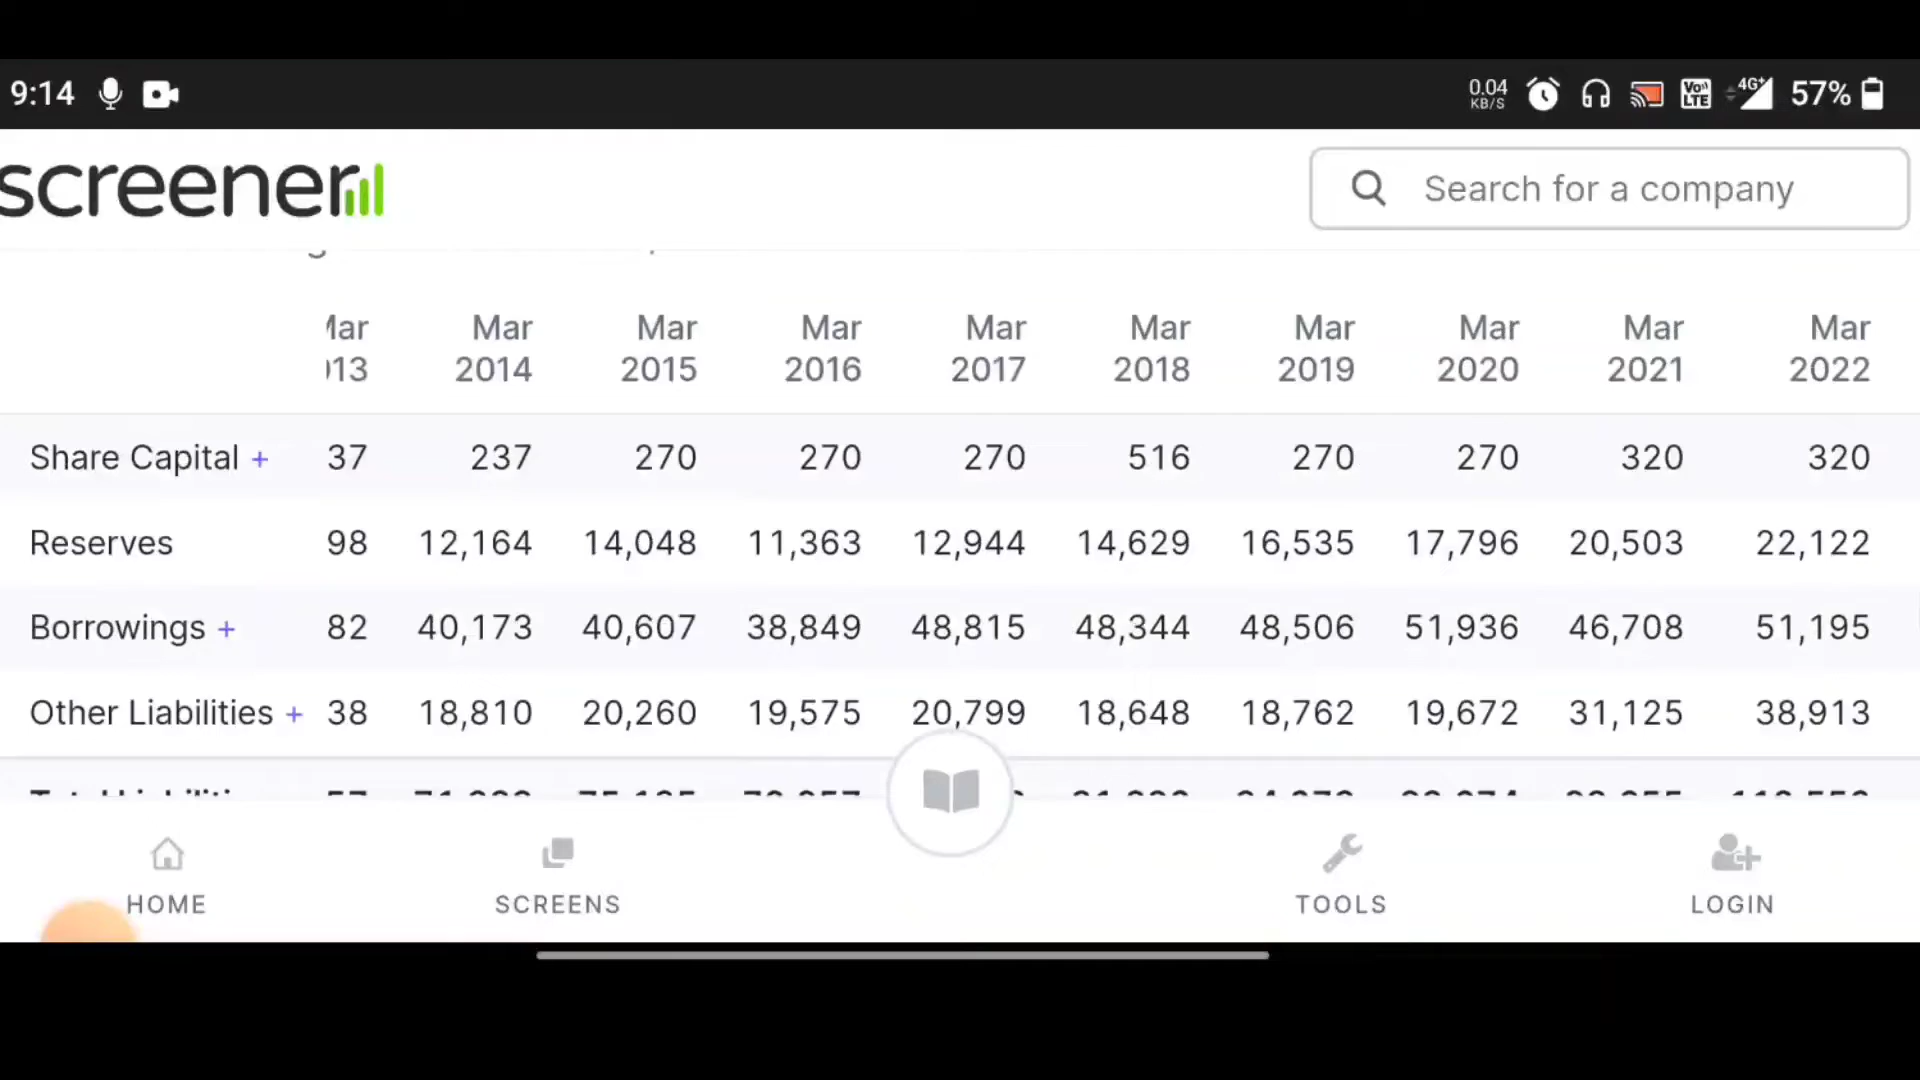 9:14 0.04 KB/S Vo)) LTE 4G+ 57%
screener Search for a company
Mar 2014 Mar 2015 Mar 2016 Mar 2017 Mar 2018 Mar 2019 Mar 2020 Mar 2021 Mar 2022
Share Capital + 37 237 270 270 270 516 270 270 320 320
Reserves 98 12,164 14,048 11,363 12,944 14,629 16,535 17,796 20,503 22,122
Borrowings + 82 40,173 40,607 38,849 48,815 48,344 48,506 51,936 46,708 51,195
Other Liabilities + 38 18,810 20,260 19,575 20,799 18,648 18,762 19,672 31,125 38,913
HOME SCREENS TOOLS LOGIN